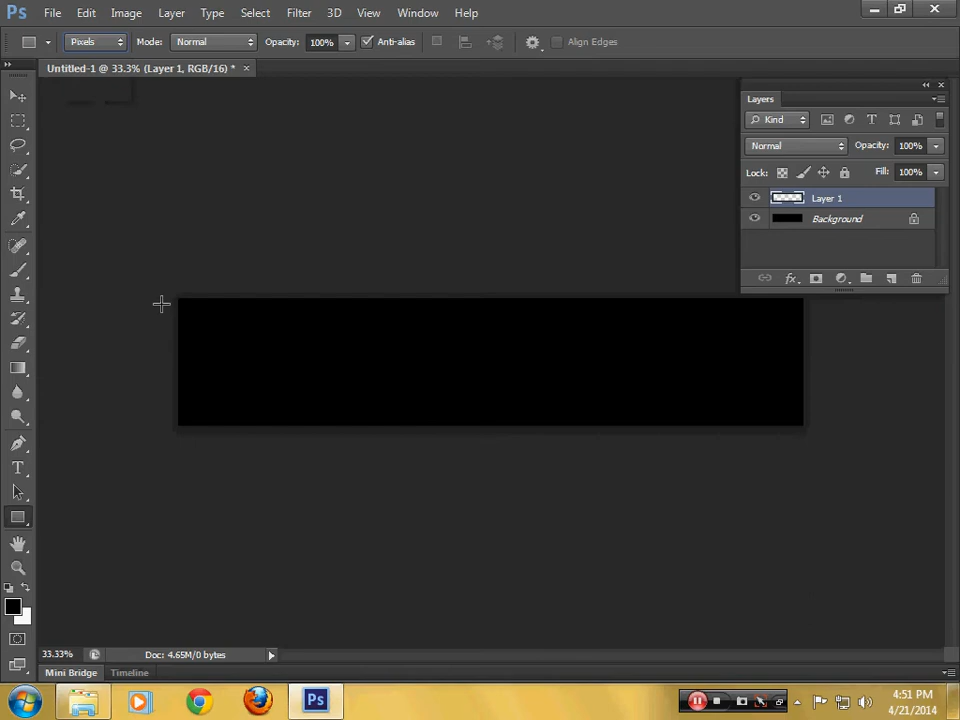 Ps File Edit Image Layer Type Select Filter 3D View Window Help
Pixels Mode: Normal Opacity: 100% Anti-alias Align Edges
Untitled-1 @ 33.3% (Layer 1, RGB/16) * ×
Layers
Kind T
Normal Opacity: 100%
Lock: Fill: 100%
Layer 1
Background
fx
T
33.33% Doc: 4.65M/0 bytes
Mini Bridge Timeline
Ps
4:51 PM
4/21/2014